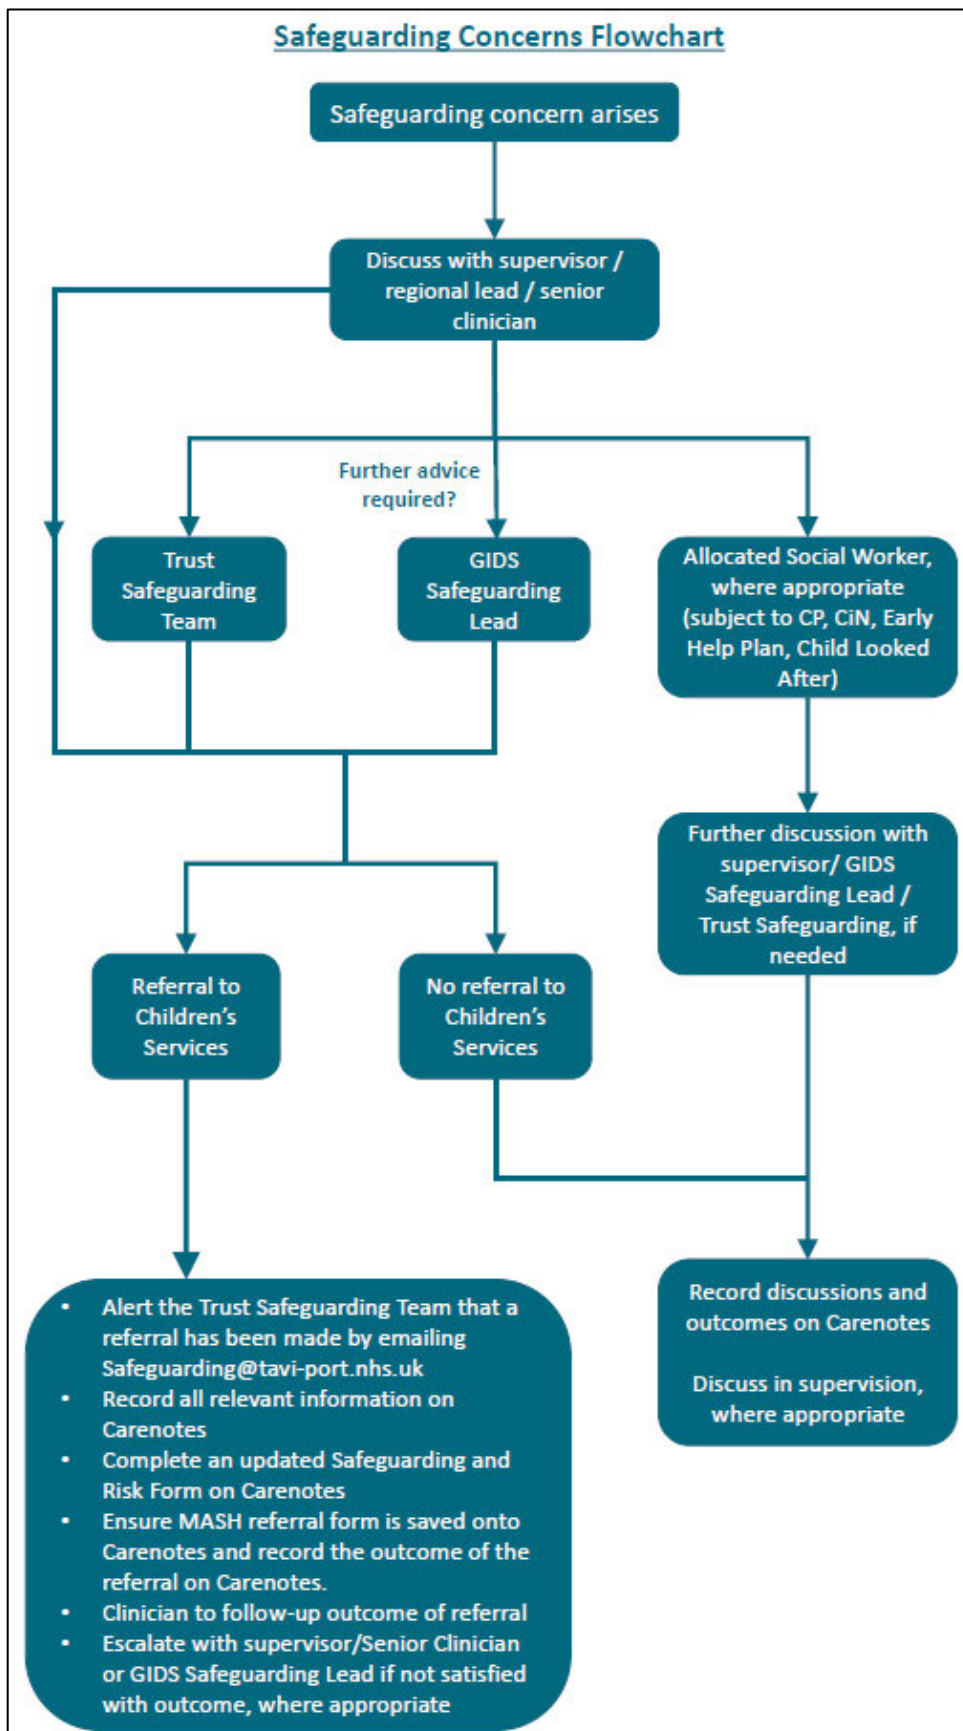 Safeguarding Concerns Flowchart
Safeguarding concern arises
Discuss with supervisor /
regional lead / senior
clinician
Further advice
required?
Trust
Safeguarding
Team
GIDS
Safeguarding
Lead
Allocated Social Worker,
where appropriate
(subject to CP, CiN, Early
Help Plan, Child Looked
After)
Further discussion with
supervisor/ GIDS
Safeguarding Lead /
Trust Safeguarding, if
needed
Referral to
Children’s
Services
No referral to
Children’s
Services
• Alert the Trust Safeguarding Team that a
referral has been made by emailing
Safeguarding@tavi-port.nhs.uk
• Record all relevant information on
Carenotes
• Complete an updated Safeguarding and
Risk Form on Carenotes
• Ensure MASH referral form is saved onto
Carenotes and record the outcome of the
referral on Carenotes.
• Clinician to follow-up outcome of referral
• Escalate with supervisor/Senior Clinician
or GIDS Safeguarding Lead if not satisfied
with outcome, where appropriate
Record discussions and
outcomes on Carenotes
Discuss in supervision,
where appropriate